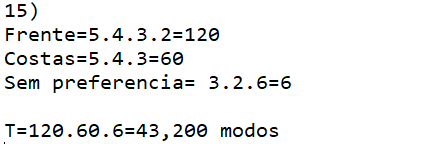 15)
Frente=5.4.3.2=120
Costas=5.4.3=60
Sem preferencia= 3.2.6=6
T=120.60.6=43,200 modos